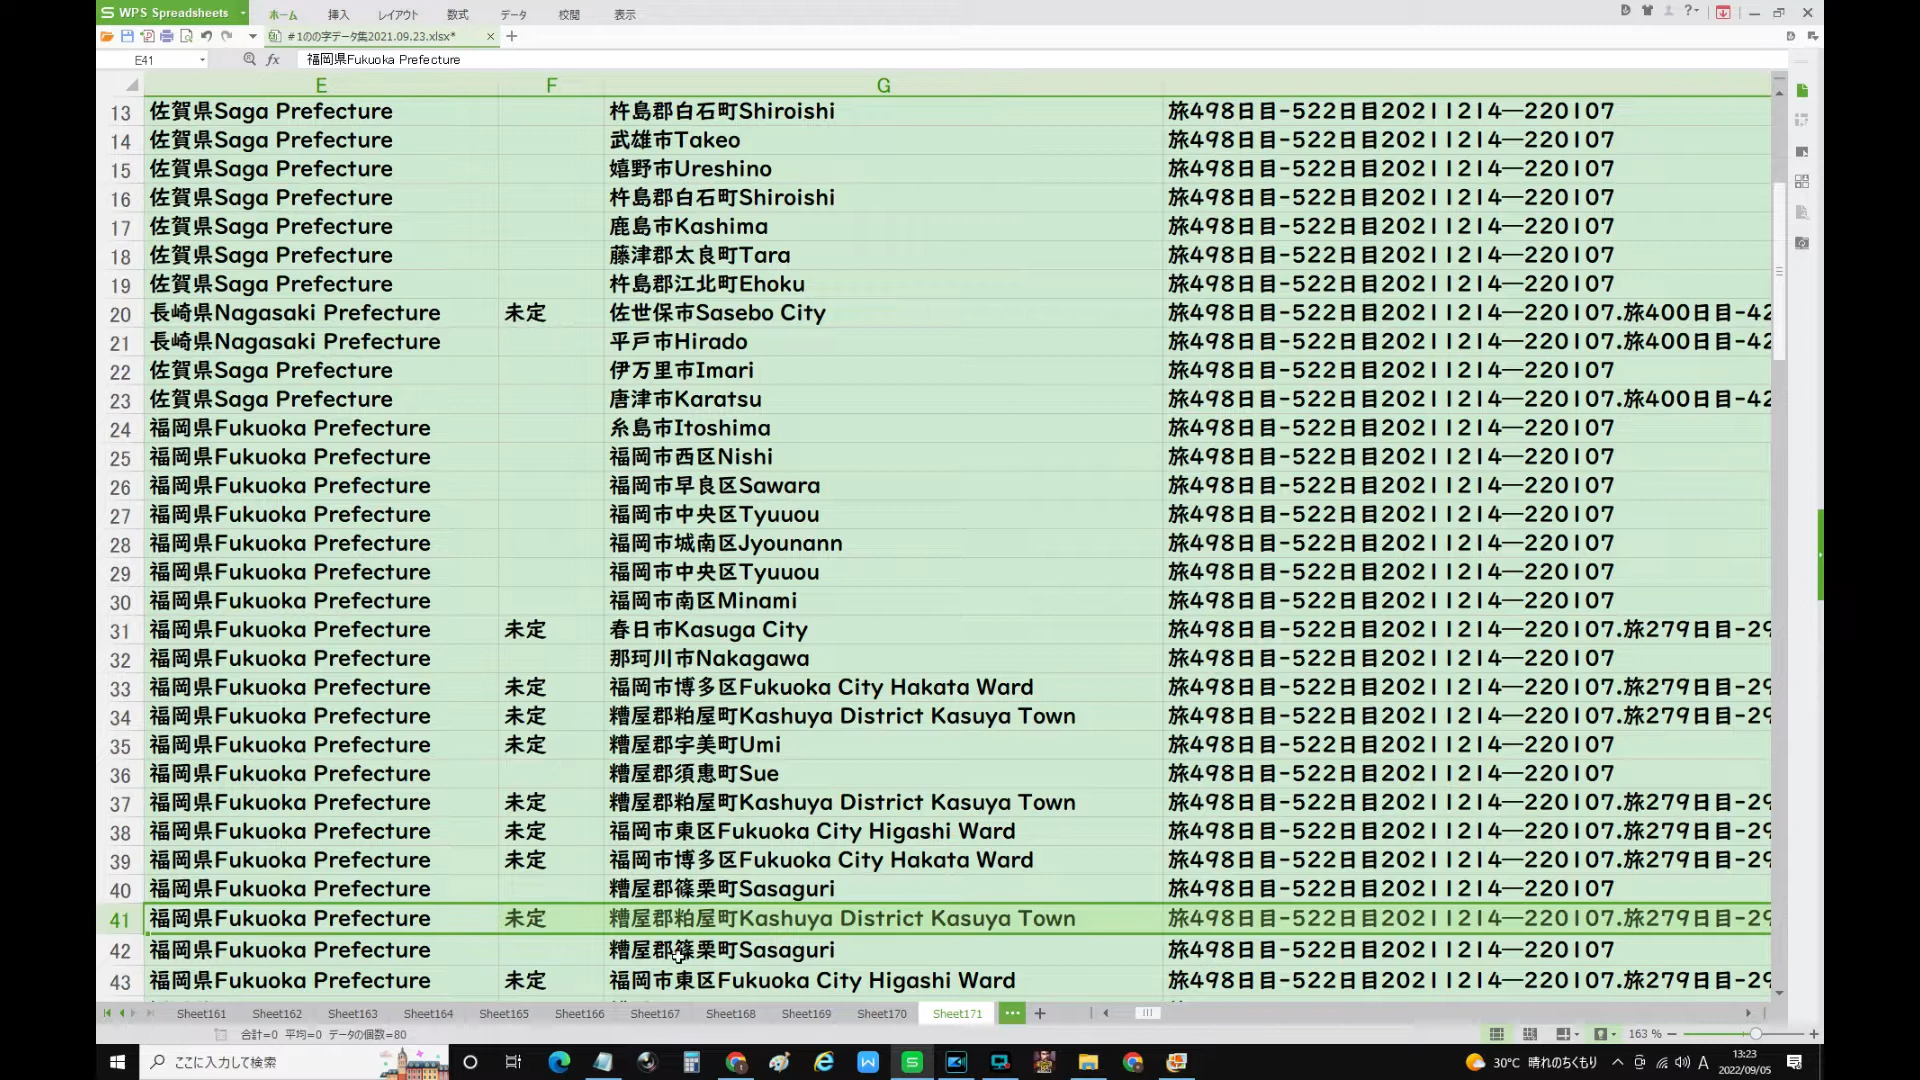 WPS Spreadsheets
ホーム 挿入 レイアウト 数式 データ 校閲 表示
#1のの字データ集2021.09.23.xlsx* × +
E41 fx 福岡県Fukuoka Prefecture
E F G
13 佐賀県Saga Prefecture 杵島郡白石町Shiroishi 旅498日目-522日目20211214—220107
14 佐賀県Saga Prefecture 武雄市Takeo 旅498日目-522日目20211214—220107
15 佐賀県Saga Prefecture 嬉野市Ureshino 旅498日目-522日目20211214—220107
16 佐賀県Saga Prefecture 杵島郡白石町Shiroishi 旅498日目-522日目20211214—220107
17 佐賀県Saga Prefecture 鹿島市Kashima 旅498日目-522日目20211214—220107
18 佐賀県Saga Prefecture 藤津郡太良町Tara 旅498日目-522日目20211214—220107
19 佐賀県Saga Prefecture 杵島郡江北町Ehoku 旅498日目-522日目20211214—220107
20 長崎県Nagasaki Prefecture 未定 佐世保市Sasebo City 旅498日目-522日目20211214—220107.旅400日目-42
21 長崎県Nagasaki Prefecture 平戸市Hirado 旅498日目-522日目20211214—220107.旅400日目-42
22 佐賀県Saga Prefecture 伊万里市Imari 旅498日目-522日目20211214—220107
23 佐賀県Saga Prefecture 唐津市Karatsu 旅498日目-522日目20211214—220107.旅400日目-42
24 福岡県Fukuoka Prefecture 糸島市Itoshima 旅498日目-522日目20211214—220107
25 福岡県Fukuoka Prefecture 福岡市西区Nishi 旅498日目-522日目20211214—220107
26 福岡県Fukuoka Prefecture 福岡市早良区Sawara 旅498日目-522日目20211214—220107
27 福岡県Fukuoka Prefecture 福岡市中央区Tyuuou 旅498日目-522日目20211214—220107
28 福岡県Fukuoka Prefecture 福岡市城南区Jyounann 旅498日目-522日目20211214—220107
29 福岡県Fukuoka Prefecture 福岡市中央区Tyuuou 旅498日目-522日目20211214—220107
30 福岡県Fukuoka Prefecture 福岡市南区Minami 旅498日目-522日目20211214—220107
31 福岡県Fukuoka Prefecture 未定 春日市Kasuga City 旅498日目-522日目20211214—220107.旅279日目-29
32 福岡県Fukuoka Prefecture 那珂川市Nakagawa 旅498日目-522日目20211214—220107
33 福岡県Fukuoka Prefecture 未定 福岡市博多区Fukuoka City Hakata Ward 旅498日目-522日目20211214—220107.旅279日目-29
34 福岡県Fukuoka Prefecture 未定 糟屋郡粕屋町Kashuya District Kasuya Town 旅498日目-522日目20211214—220107.旅279日目-29
35 福岡県Fukuoka Prefecture 未定 糟屋郡宇美町Umi 旅498日目-522日目20211214—220107
36 福岡県Fukuoka Prefecture 糟屋郡須恵町Sue 旅498日目-522日目20211214—220107
37 福岡県Fukuoka Prefecture 未定 糟屋郡粕屋町Kashuya District Kasuya Town 旅498日目-522日目20211214—220107.旅279日目-29
38 福岡県Fukuoka Prefecture 未定 福岡市東区Fukuoka City Higashi Ward 旅498日目-522日目20211214—220107.旅279日目-29
39 福岡県Fukuoka Prefecture 未定 福岡市博多区Fukuoka City Hakata Ward 旅498日目-522日目20211214—220107.旅279日目-29
40 福岡県Fukuoka Prefecture 糟屋郡篠栗町Sasaguri 旅498日目-522日目20211214—220107
41 福岡県Fukuoka Prefecture 未定 糟屋郡粕屋町Kashuya District Kasuya Town 旅498日目-522日目20211214—220107.旅279日目-29
42 福岡県Fukuoka Prefecture 糟屋郡篠栗町Sasaguri 旅498日目-522日目20211214—220107
43 福岡県Fukuoka Prefecture 未定 福岡市東区Fukuoka City Higashi Ward 旅498日目-522日目20211214—220107.旅279日目-29
Sheet161 Sheet162 Sheet163 Sheet164 Sheet165 Sheet166 Sheet167 Sheet168 Sheet169 Sheet170 Sheet171 ··· +
合計=0 平均=0 データの個数=80 163 %
ここに入力して検索 30°C 晴れのちくもり A 13:23
2022/09/05